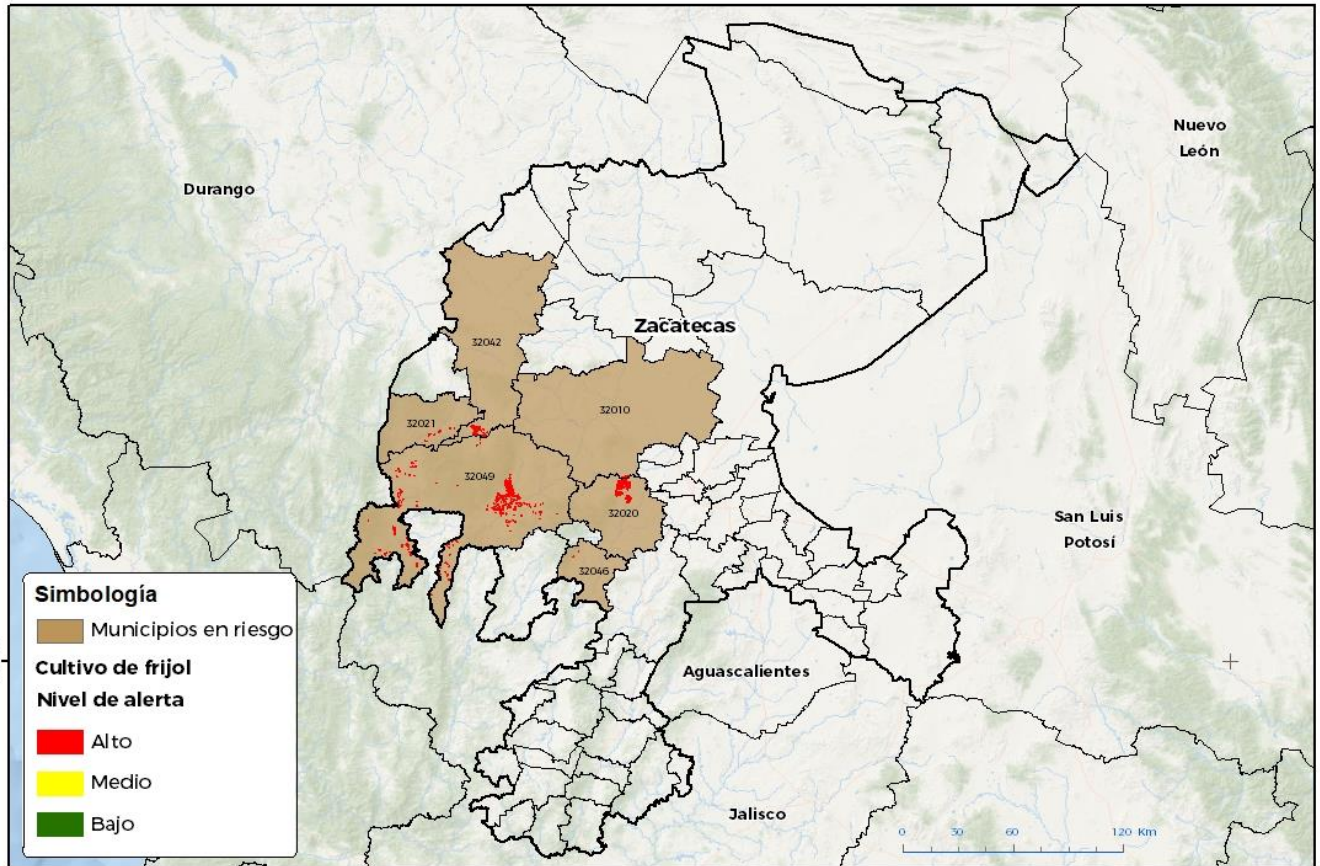 Nuevo
León
Durango
Zacatecas
32042
32010
32021
32049
32020
San Luis
Potosí
32046
Simbología
Municipios en riesgo
Cultivo de frijol
Nivel de alerta
Alto
Medio
Bajo
Aguascalientes
Jalisco
0 30 60 120 Km